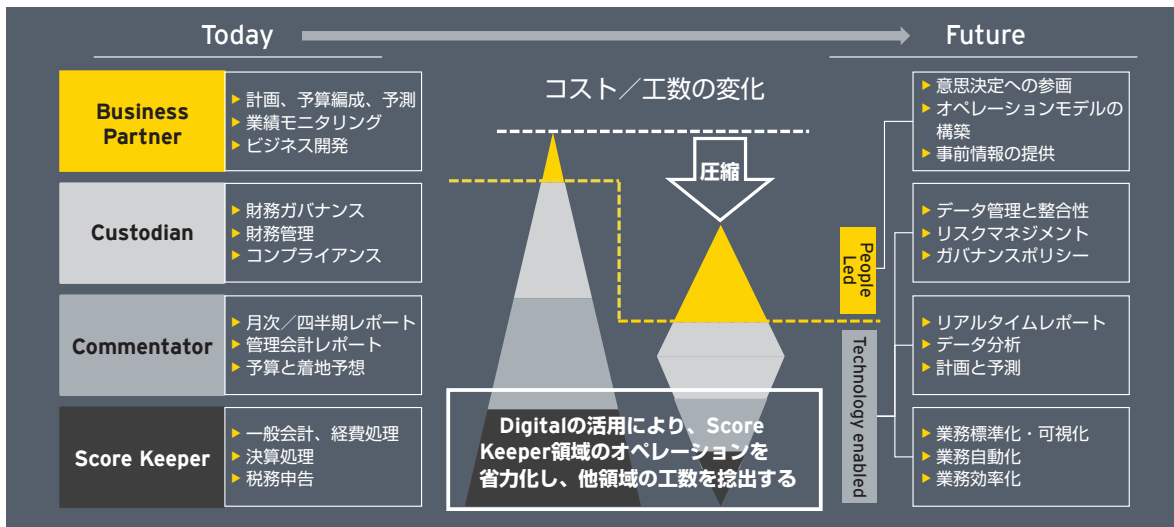 Today
Future
Business
Partner
計画、予算編成、予測
業績モニタリング
ビジネス開発
Custodian
財務ガバナンス
財務管理
コンプライアンス
Commentator
月次／四半期レポート
管理会計レポート
予算と着地予想
Score Keeper
一般会計、経費処理
決算処理
税務申告
コスト／工数の変化
圧縮
Digitalの活用により、Score
Keeper領域のオペレーションを
省力化し、他領域の工数を捻出する
People
Led
Technology enabled
意思決定への参画
オペレーションモデルの
構築
事前情報の提供
データ管理と整合性
リスクマネジメント
ガバナンスポリシー
リアルタイムレポート
データ分析
計画と予測
業務標準化・可視化
業務自動化
業務効率化